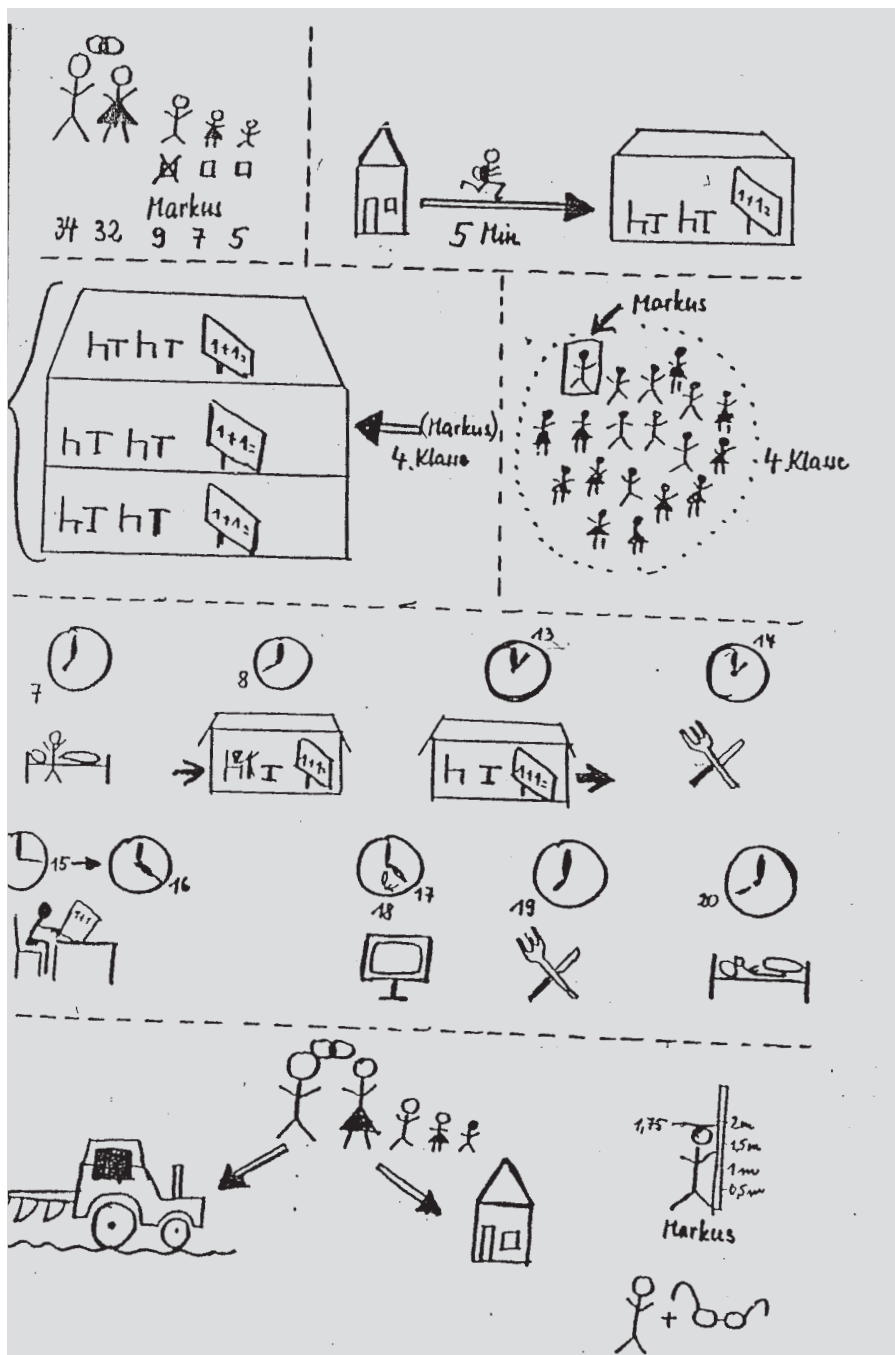 Markus
34 32 9 7 5
5 Min.
1+1=
1+1=
1+1=
1+1=
(Markus)
4. Klasse
Markus
4. Klasse
7
8
13
14
1+1=
1+1=
15
16
1+1
18
17
19
20
1,75
2m
1,5m
1m
0,5m
Markus
+